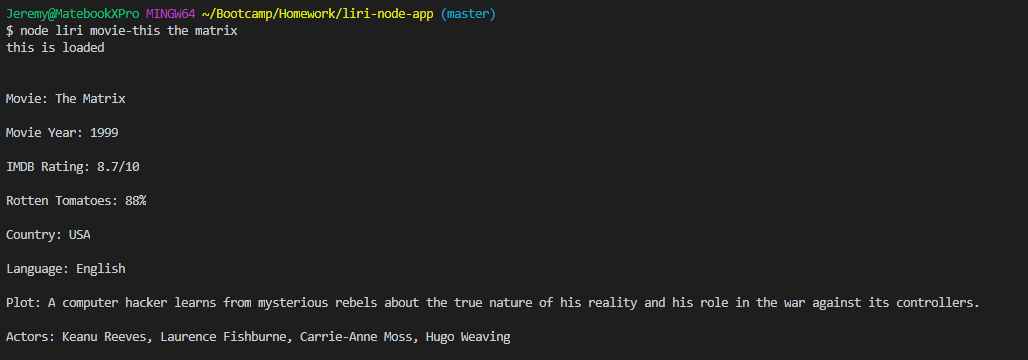 Jeremy@MatebookXPro MINGW64 ~/Bootcamp/Homework/liri-node-app (master)
$ node liri movie-this the matrix
this is loaded
Movie: The Matrix
Movie Year: 1999
IMDB Rating: 8.7/10
Rotten Tomatoes: 88%
Country: USA
Language: English
Plot: A computer hacker learns from mysterious rebels about the true nature of his reality and his role in the war against its controllers.
Actors: Keanu Reeves, Laurence Fishburne, Carrie-Anne Moss, Hugo Weaving